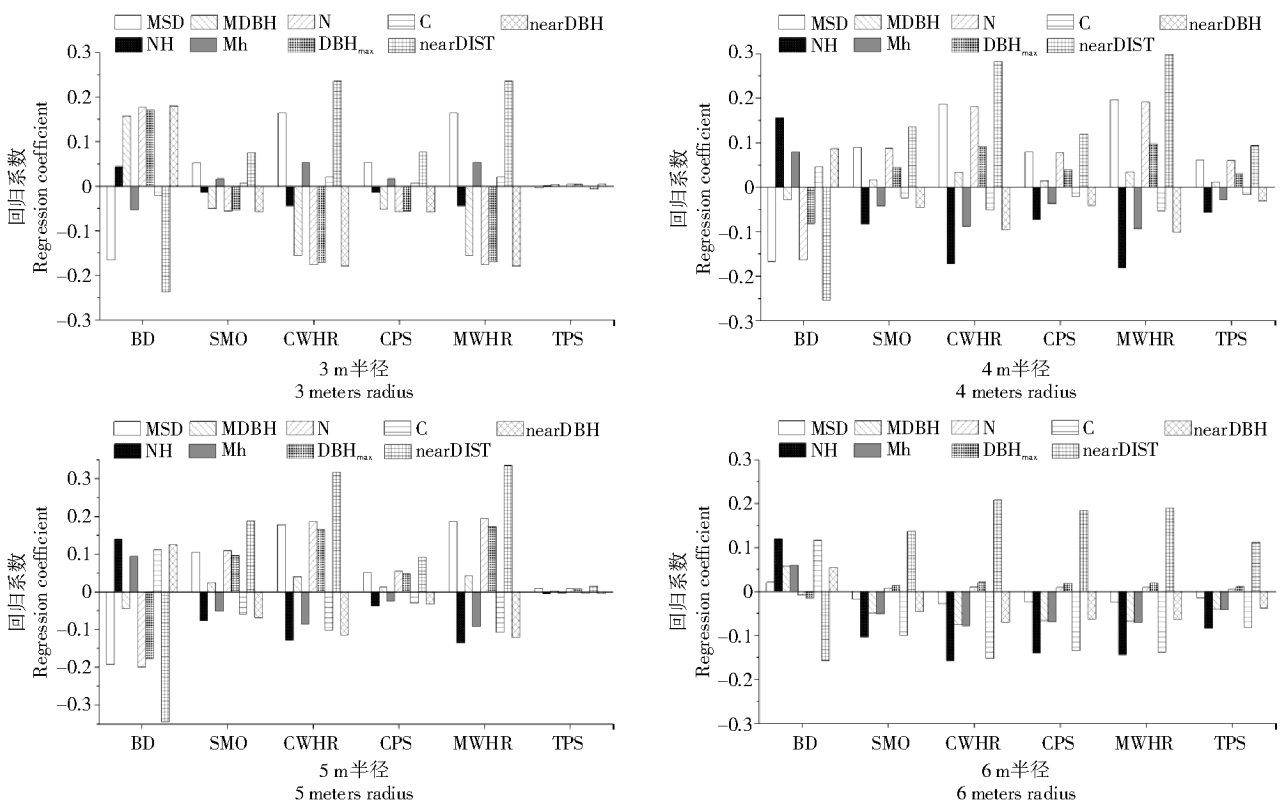 MSD MDBH N C nearDBH
NH Mh DBHmax nearDIST
0.3
0.2
0.1
0
−0.1
−0.2
−0.3
回归系数
Regression coefficient
BD SMO CWHR CPS MWHR TPS
3 m半径
3 meters radius
MSD MDBH N C nearDBH
NH Mh DBHmax nearDIST
0.3
0.2
0.1
0
−0.1
−0.2
−0.3
回归系数
Regression coefficient
BD SMO CWHR CPS MWHR TPS
4 m半径
4 meters radius
MSD MDBH N C nearDBH
NH Mh DBHmax nearDIST
0.3
0.2
0.1
0
−0.1
−0.2
−0.3
回归系数
Regression coefficient
BD SMO CWHR CPS MWHR TPS
5 m半径
5 meters radius
MSD MDBH N C nearDBH
NH Mh DBHmax nearDIST
0.3
0.2
0.1
0
−0.1
−0.2
−0.3
回归系数
Regression coefficient
BD SMO CWHR CPS MWHR TPS
6 m半径
6 meters radius